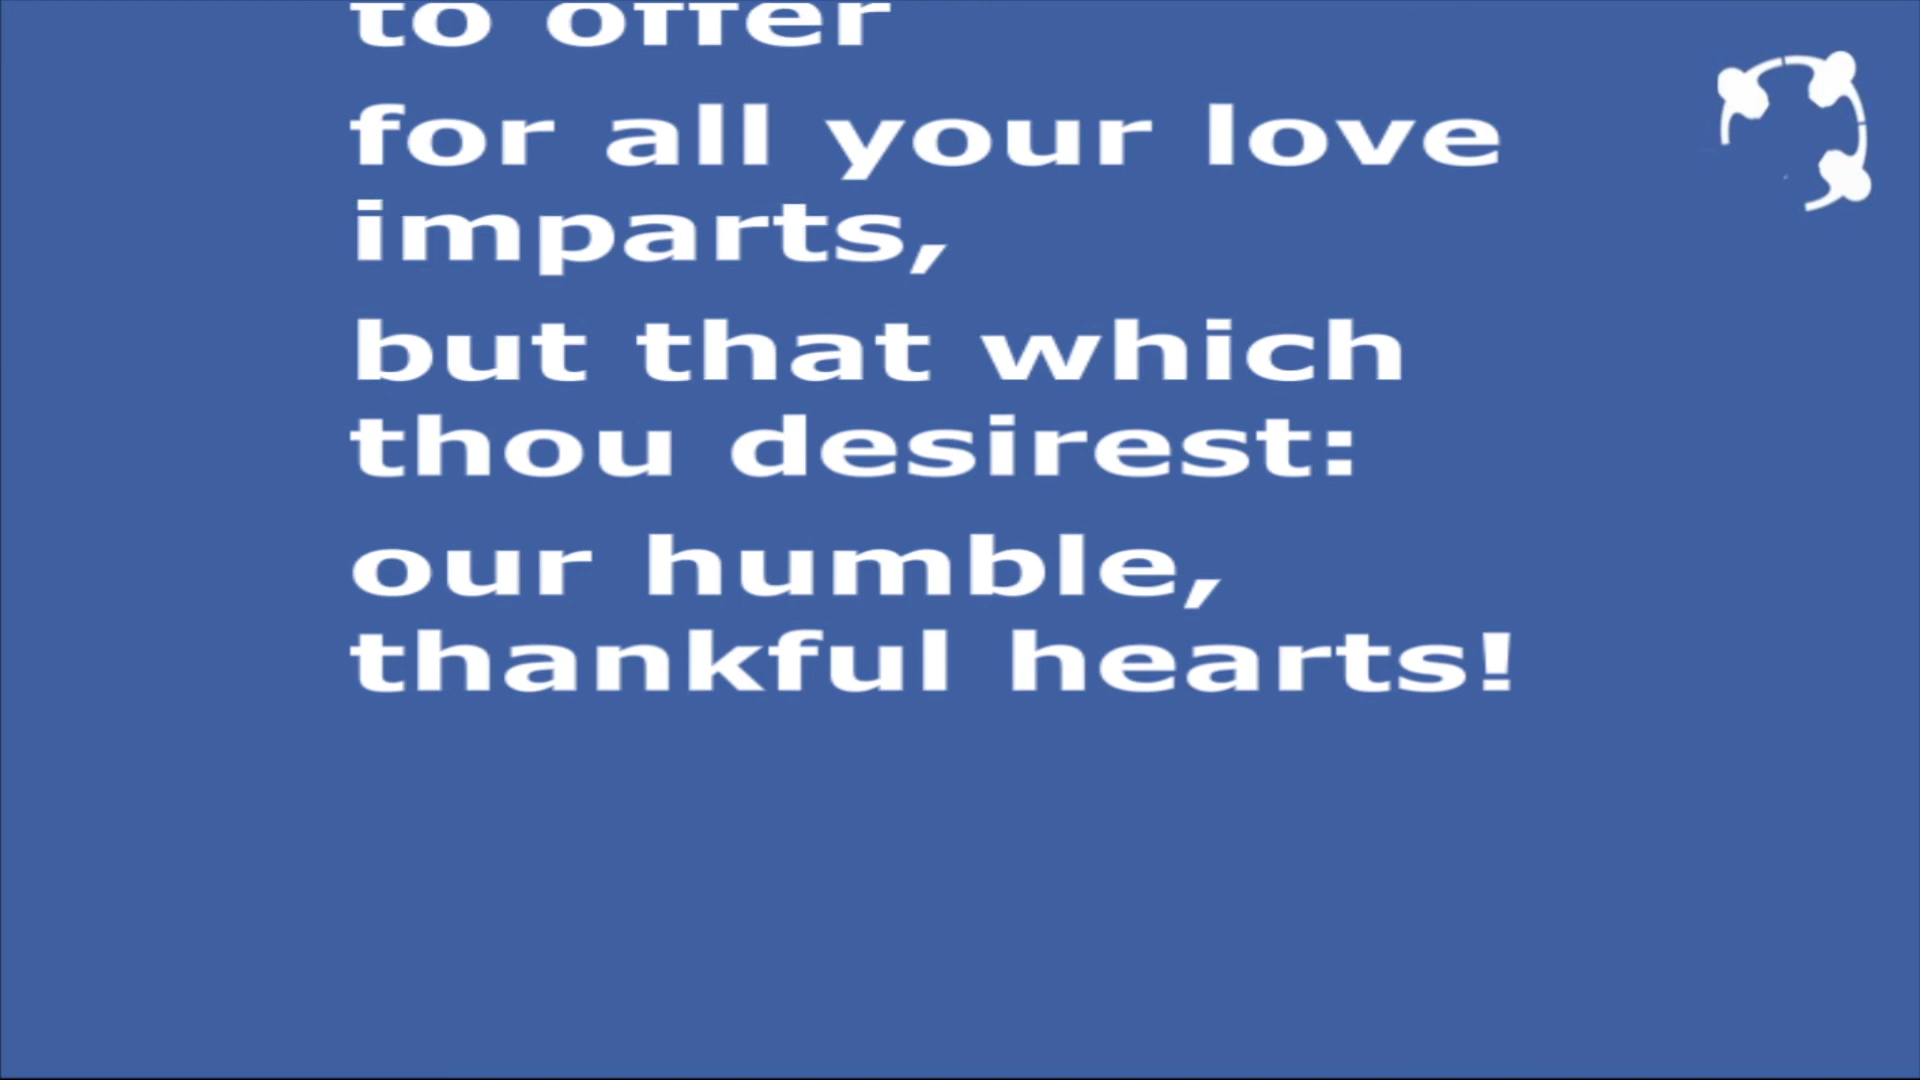 to offer
for all your love
imparts,
but that which
thou desirest:
our humble,
thankful hearts!